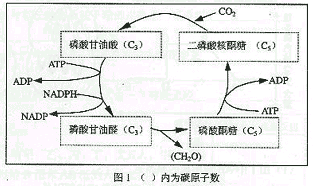 CO₂
磷酸甘油酸（C₃） 二磷酸核酮糖（C₅）
ATP
ADP ADP
NADPH
NADP ATP
磷酸甘油醛（C₃） 磷酸酮糖（C₅）
(CH₂O)
图1（ ）内为碳原子数